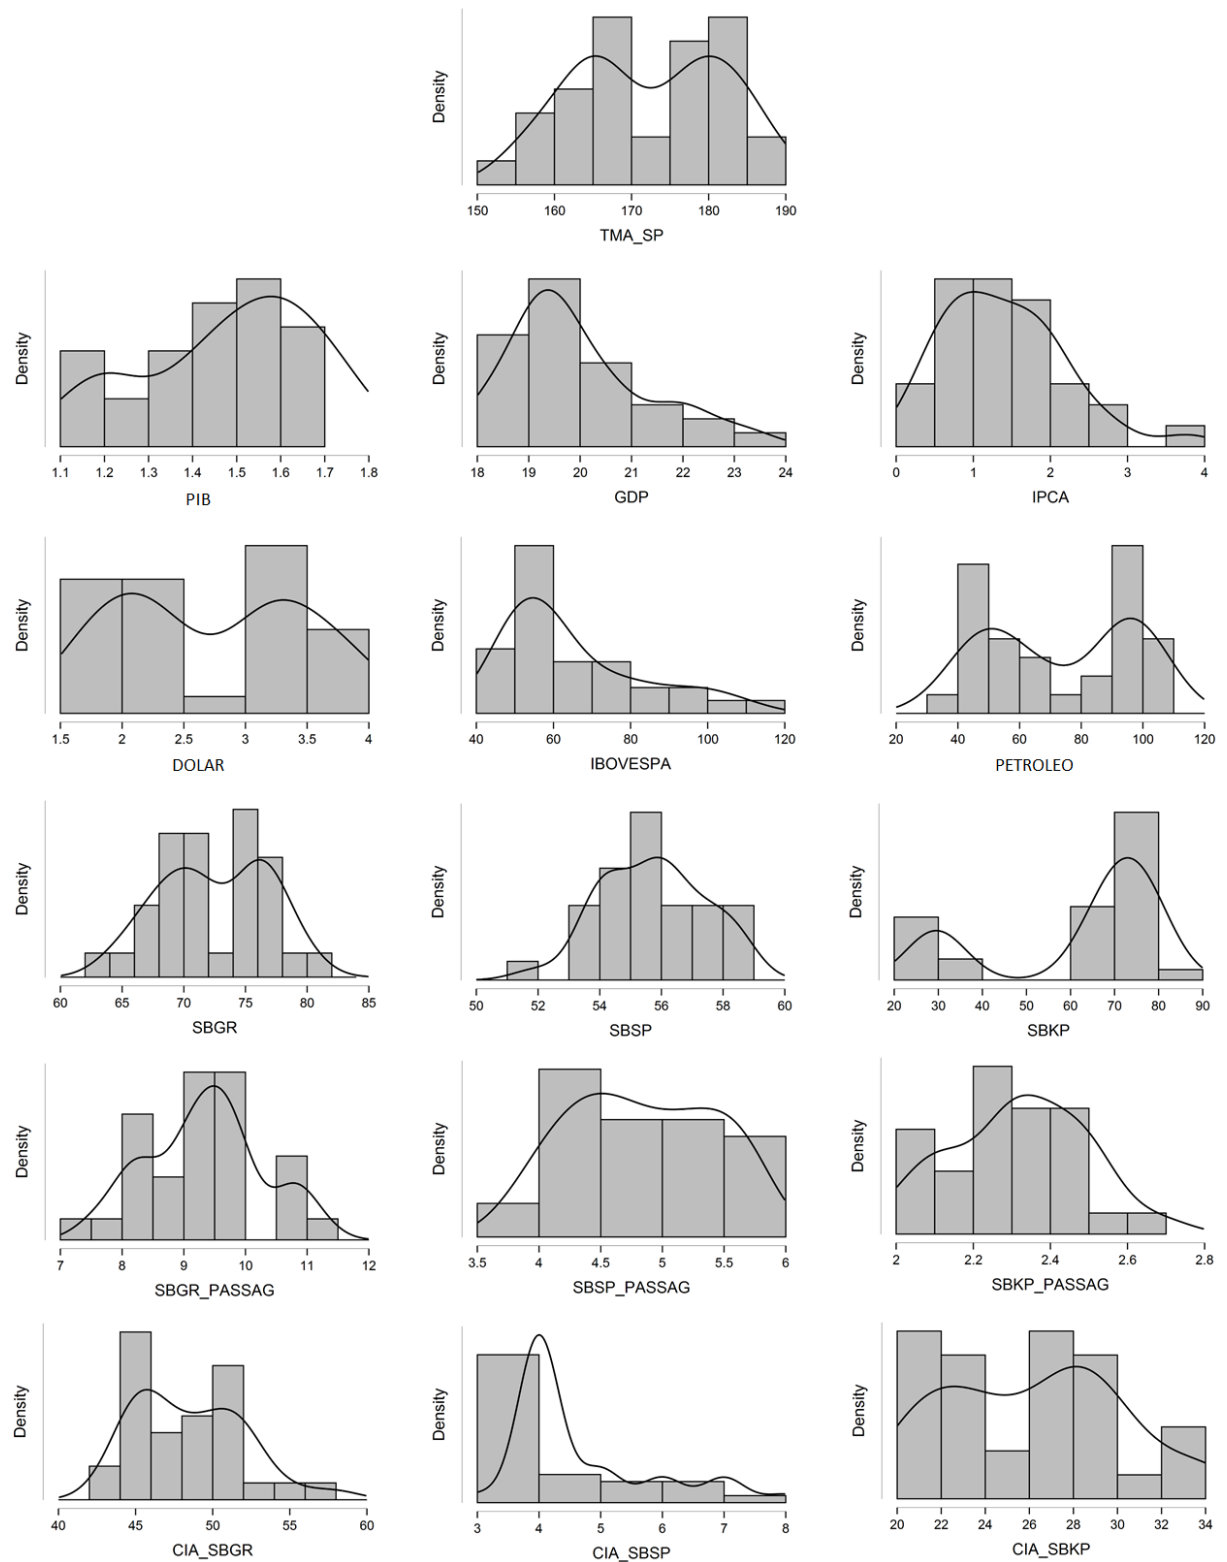 Density
150 160 170 180 190
TMA_SP
Density
1.1 1.2 1.3 1.4 1.5 1.6 1.7 1.8
PIB
Density
18 19 20 21 22 23 24
GDP
Density
0 1 2 3 4
IPCA
Density
1.5 2 2.5 3 3.5 4
DOLAR
Density
40 60 80 100 120
IBOVESPA
Density
20 40 60 80 100 120
PETROLEO
Density
60 65 70 75 80 85
SBGR
Density
50 52 54 56 58 60
SBSP
Density
20 30 40 50 60 70 80 90
SBKP
Density
7 8 9 10 11 12
SBGR_PASSAG
Density
3.5 4 4.5 5 5.5 6
SBSP_PASSAG
Density
2 2.2 2.4 2.6 2.8
SBKP_PASSAG
Density
40 45 50 55 60
CIA_SBGR
Density
3 4 5 6 7 8
CIA_SBSP
Density
20 22 24 26 28 30 32 34
CIA_SBKP